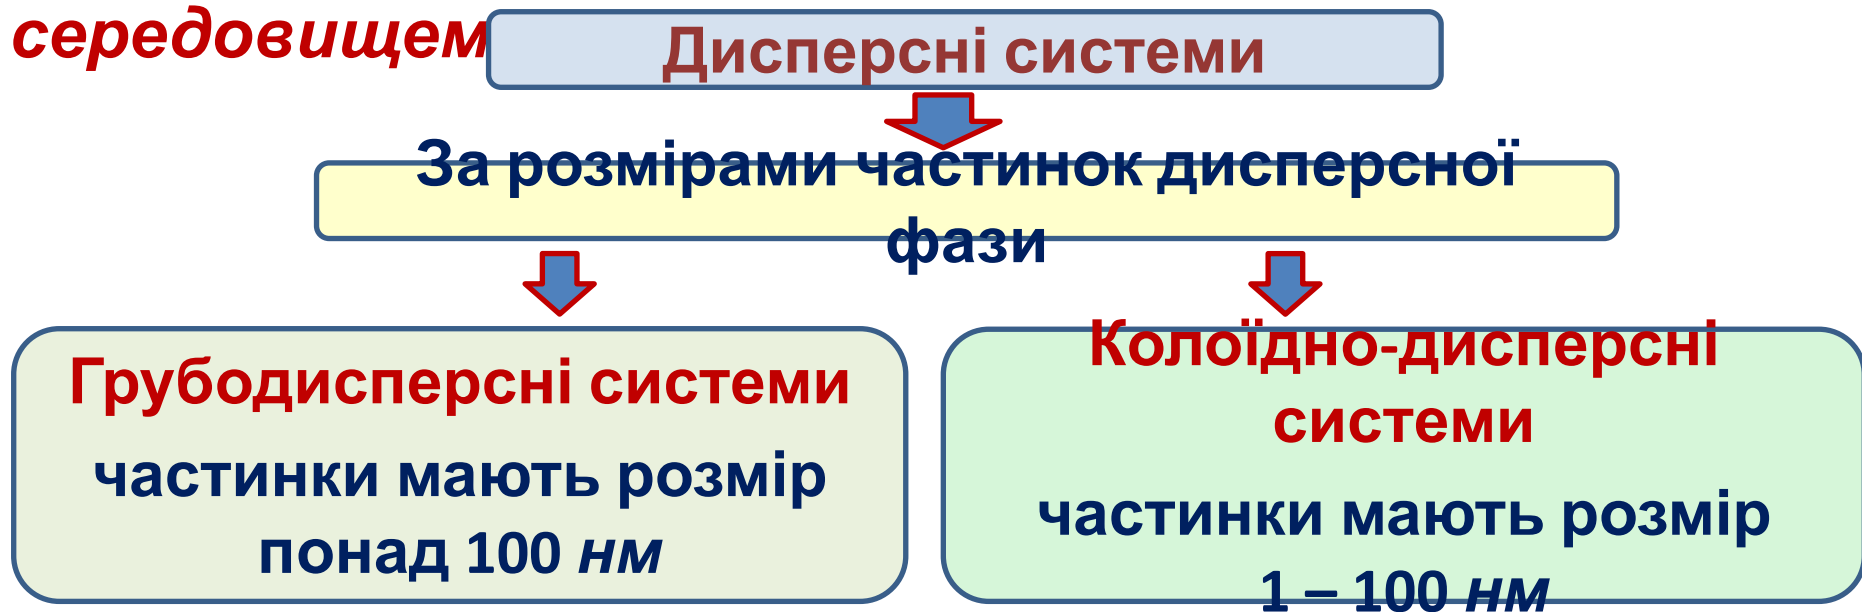 середовищем
Дисперсні системи
За розмірами частинок дисперсної
фази
Грубодисперсні системи
частинки мають розмір
понад 100 нм
Колоїдно-дисперсні
системи
частинки мають розмір
1 – 100 нм